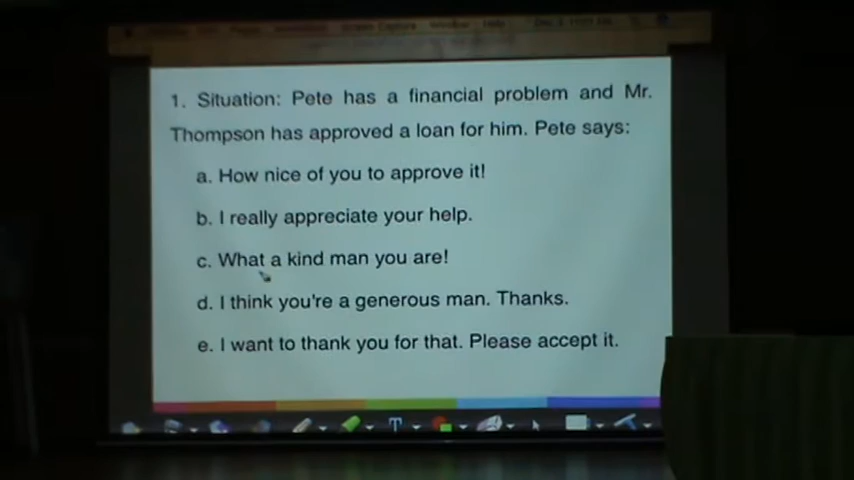 1. Situation: Pete has a financial problem and Mr.
Thompson has approved a loan for him. Pete says:
a. How nice of you to approve it!
b. I really appreciate your help.
c. What a kind man you are!
d. I think you're a generous man. Thanks.
e. I want to thank you for that. Please accept it.
T